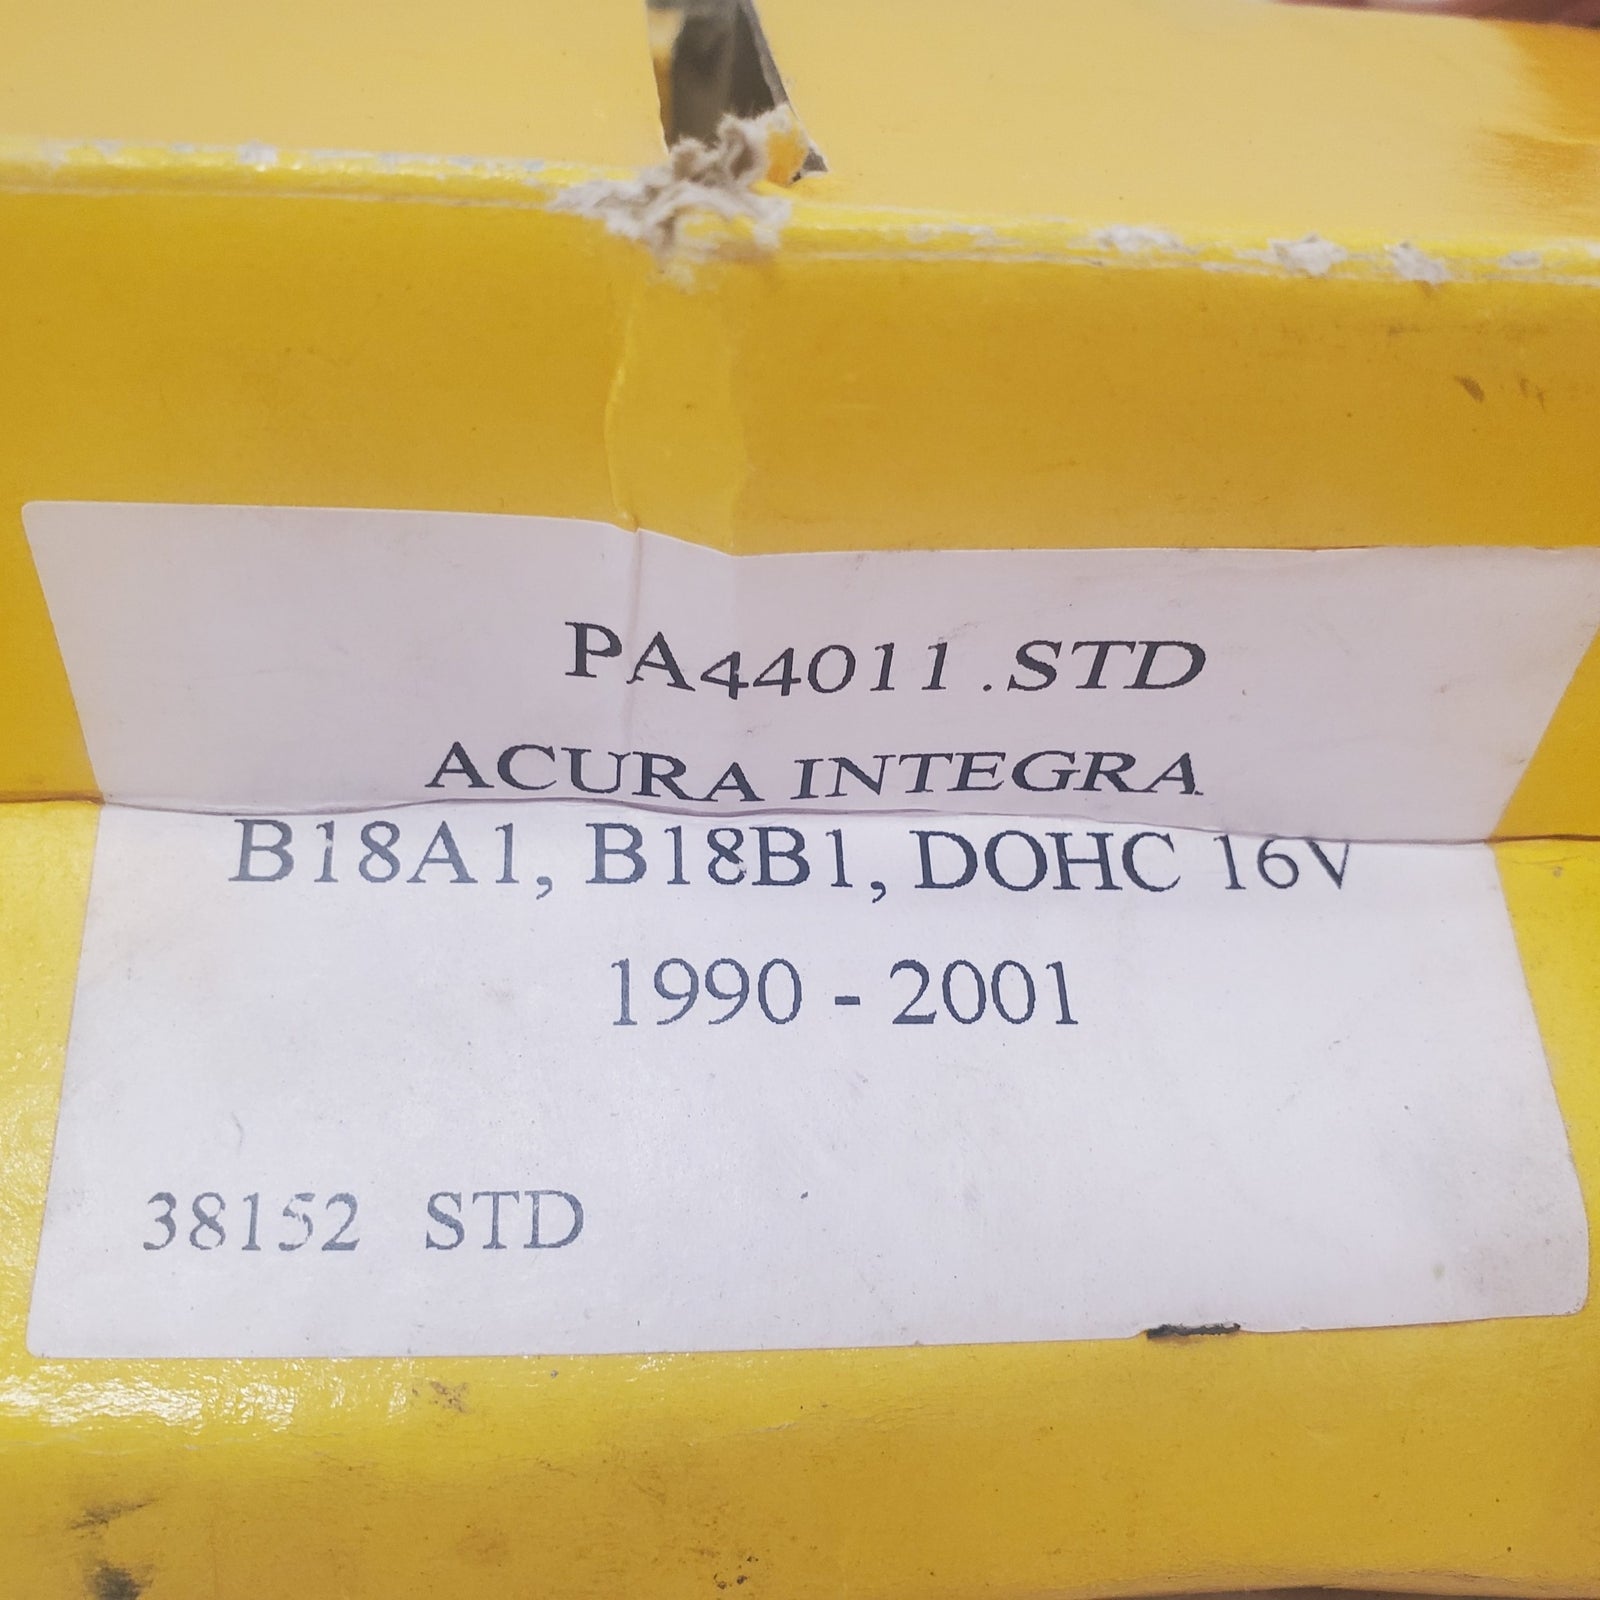 PA44011.STD
ACURA INTEGRA
B18A1, B18B1, DOHC 16V
1990 - 2001
38152 STD